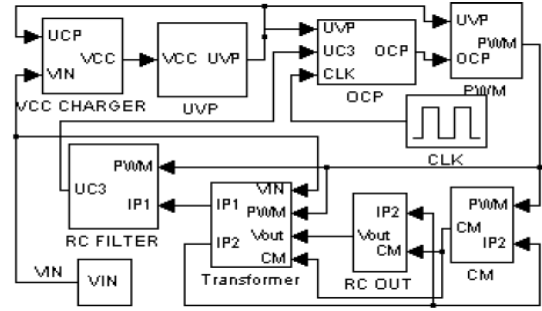 UCP
VIN
VCC
VCC CHARGER
VCC
UVP
UVP
UVP
UC3
CLK
OCP
OCP
UVP
OCP
PWM
PWM
CLK
PWM
IP1
UC3
RC FILTER
VIN
PWM
Vout
CM
IP1
IP2
Transformer
IP2
Vout
CM
RC OUT
PWM
CM
IP2
CM
VIN
VIN